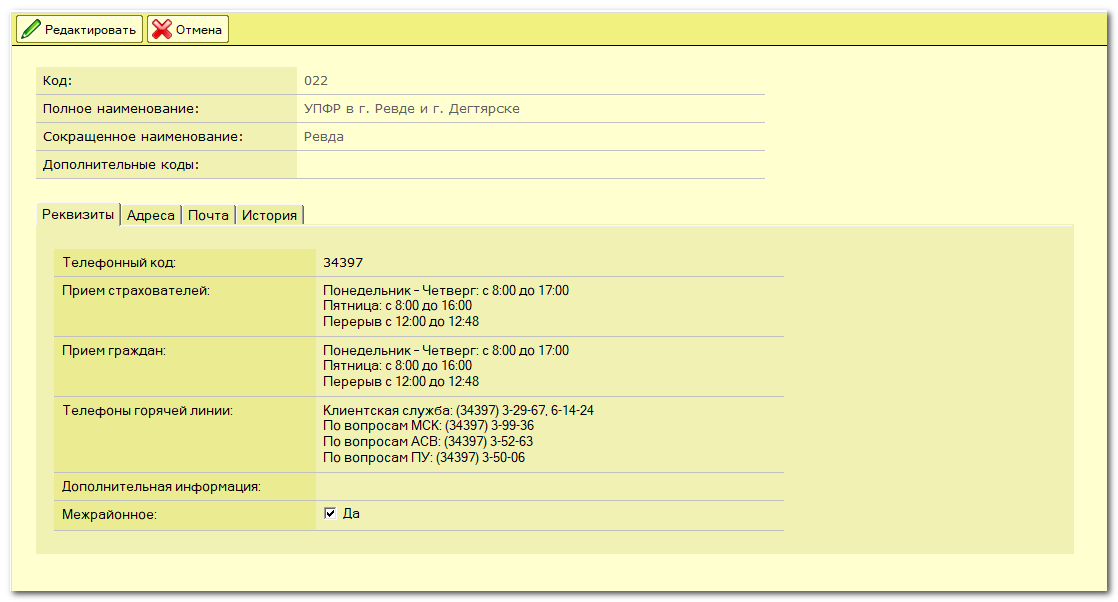 Редактировать Отмена
Код: 022
Полное наименование: УПФР в г. Ревде и г. Дегтярске
Сокращенное наименование: Ревда
Дополнительные коды:
Реквизиты Адреса Почта История
Телефонный код: 34397
Прием страхователей: Понедельник - Четверг: с 8:00 до 17:00
Пятница: с 8:00 до 16:00
Перерыв с 12:00 до 12:48
Прием граждан: Понедельник - Четверг: с 8:00 до 17:00
Пятница: с 8:00 до 16:00
Перерыв с 12:00 до 12:48
Телефоны горячей линии: Клиентская служба: (34397) 3-29-67, 6-14-24
По вопросам МСК: (34397) 3-99-36
По вопросам АСВ: (34397) 3-52-63
По вопросам ПУ: (34397) 3-50-06
Дополнительная информация:
Межрайонное: Да